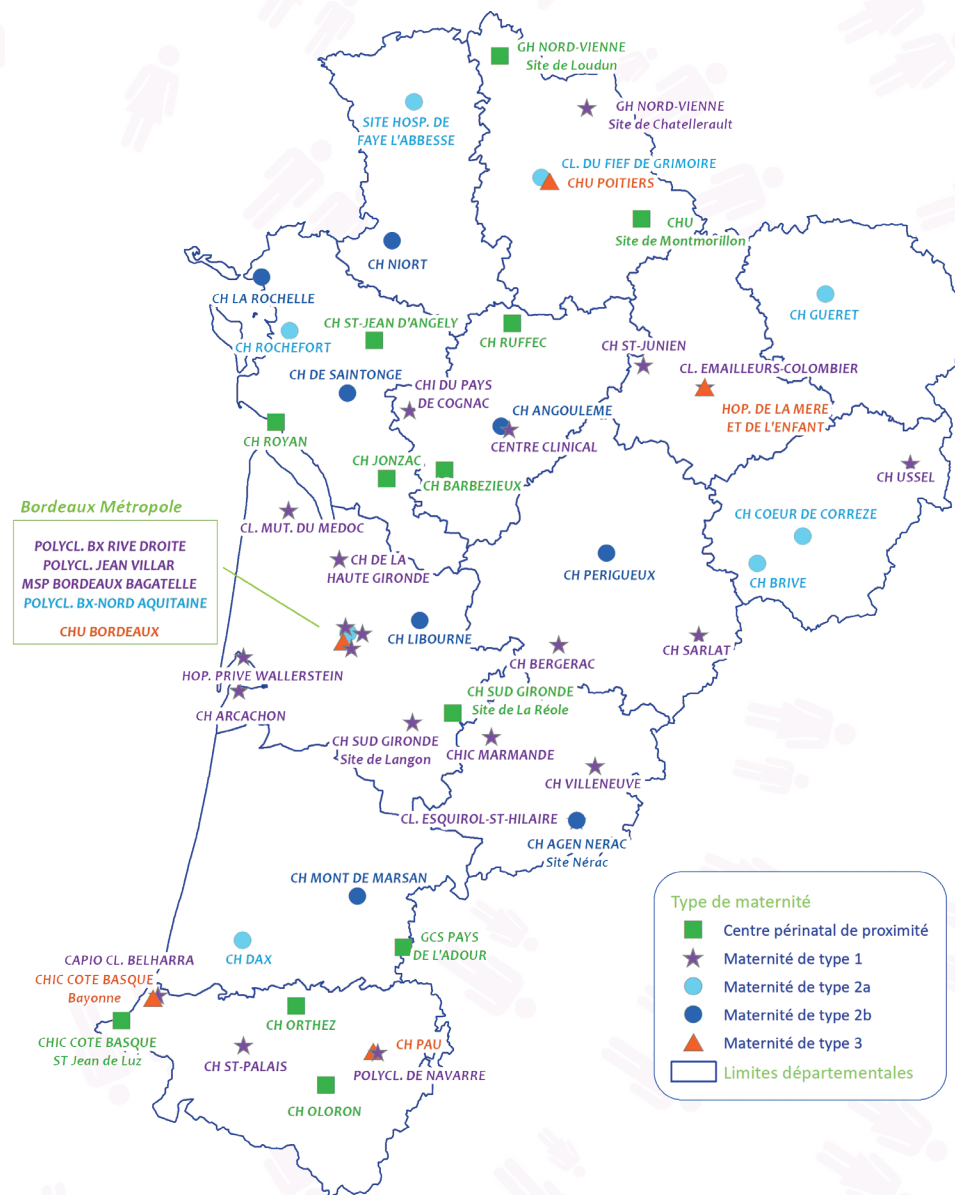 GH NORD-VIENNE
Site de Loudun
GH NORD-VIENNE
Site de Chatellerault
SITE HOSP. DE
FAYE L'ABBESSE
CL. DU FIEF DE GRIMOIRE
CHU POITIERS
CHU
Site de Montmorillon
CH NIORT
CH LA ROCHELLE
CH GUERET
CH ST-JEAN D'ANGELY
CH ROCHEFORT
CH RUFFEC
CH ST-JUNIEN
CL. EMAILLEURS-COLOMBIER
CH DE SAINTONGE
CHI DU PAYS
DE COGNAC
CH ANGOULEME
HOP. DE LA MERE
ET DE L'ENFANT
CH ROYAN
CENTRE CLINICAL
CH JONZAC
CH BARBEZIEUX
CH USSEL
Bordeaux Métropole
POLYCL. BX RIVE DROITE
POLYCL. JEAN VILLAR
MSP BORDEAUX BAGATELLE
POLYCL. BX-NORD AQUITAINE
CHU BORDEAUX
CL. MUT. DU MEDOC
CH DE LA
HAUTE GIRONDE
CH COEUR DE CORREZE
CH PERIGUEUX
CH BRIVE
CH LIBOURNE
CH SARLAT
CH BERGERAC
HOP. PRIVE WALLERSTEIN
CH ARCACHON
CH SUD GIRONDE
Site de La Réole
CH SUD GIRONDE
Site de Langon
CHIC MARMANDE
CH VILLENEUVE
CL. ESQUIROL-ST-HILAIRE
CH AGEN NERAC
Site Nérac
CH MONT DE MARSAN
CH DAX
GCS PAYS
DE L'ADOUR
CAPIO CL. BELHARRA
CHIC COTE BASQUE
Bayonne
CHIC COTE BASQUE
ST Jean de Luz
CH ORTHEZ
CH ST-PALAIS
CH PAU
POLYCL. DE NAVARRE
CH OLORON
Type de maternité
Centre périnatal de proximité
Maternité de type 1
Maternité de type 2a
Maternité de type 2b
Maternité de type 3
Limites départementales